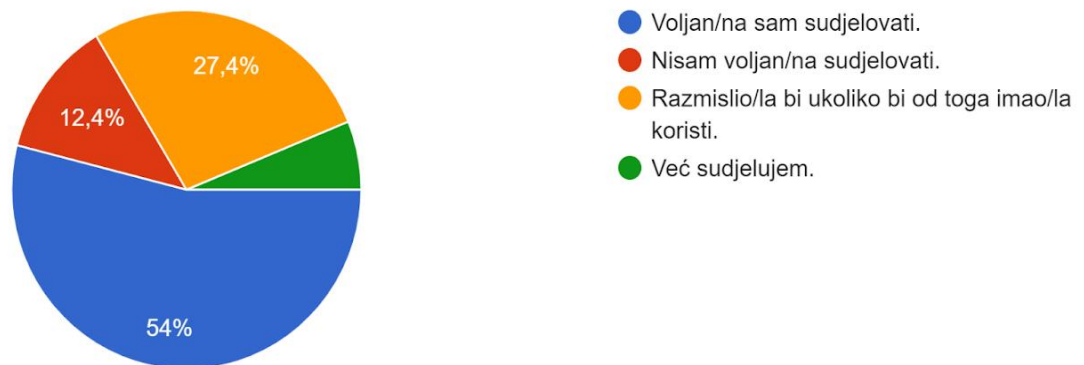 27,4%
12,4%
54%
Voljan/na sam sudjelovati.
Nisam voljan/na sudjelovati.
Razmislio/la bi ukoliko bi od toga imao/la
koristi.
Već sudjelujem.